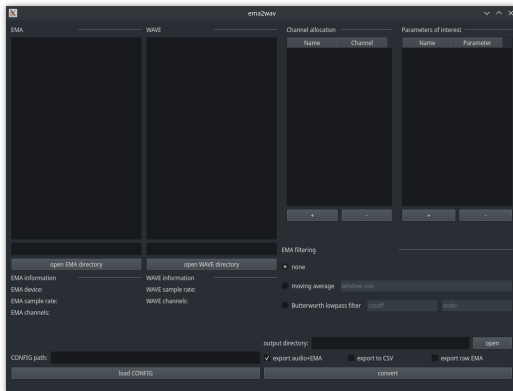 ema2wav
EMA
WAVE
Channel allocation
Parameters of interest
Name Channel
Name Parameter
+ -
+ -
open EMA directory
open WAVE directory
EMA filtering
none
moving average window size
Butterworth lowpass filter cutoff order
EMA information
EMA device:
EMA sample rate:
EMA channels:
WAVE information
WAVE sample rate:
WAVE channels:
output directory: open
CONFIG path:
export audio+EMA export to CSV export raw EMA
load CONFIG
convert